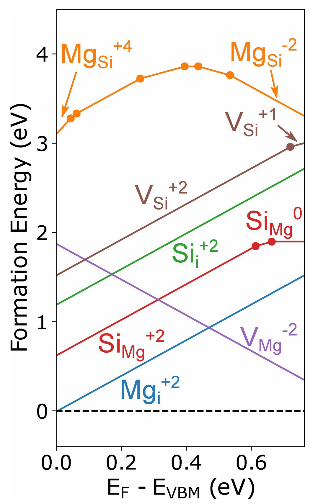 Mg_Si^+4
Mg_Si^-2
V_Si^+1
V_Si^+2
Si_i^+2
Si_Mg^0
Si_Mg^+2
V_Mg^-2
Mg_i^+2
4
3
2
1
0
Formation Energy (eV)
0.0 0.2 0.4 0.6
E_F - E_VBM (eV)